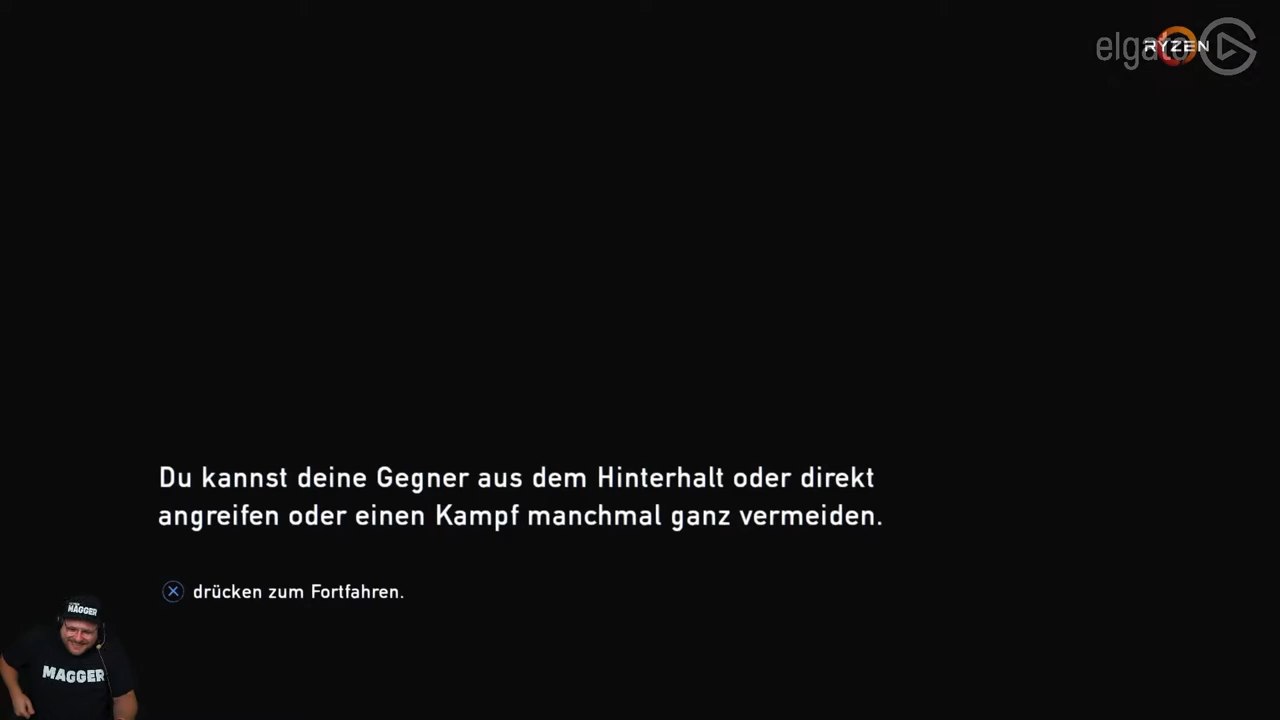 elgato
RYZEN
Du kannst deine Gegner aus dem Hinterhalt oder direkt
angreifen oder einen Kampf manchmal ganz vermeiden.
drücken zum Fortfahren.
MAGGER
MAGGER